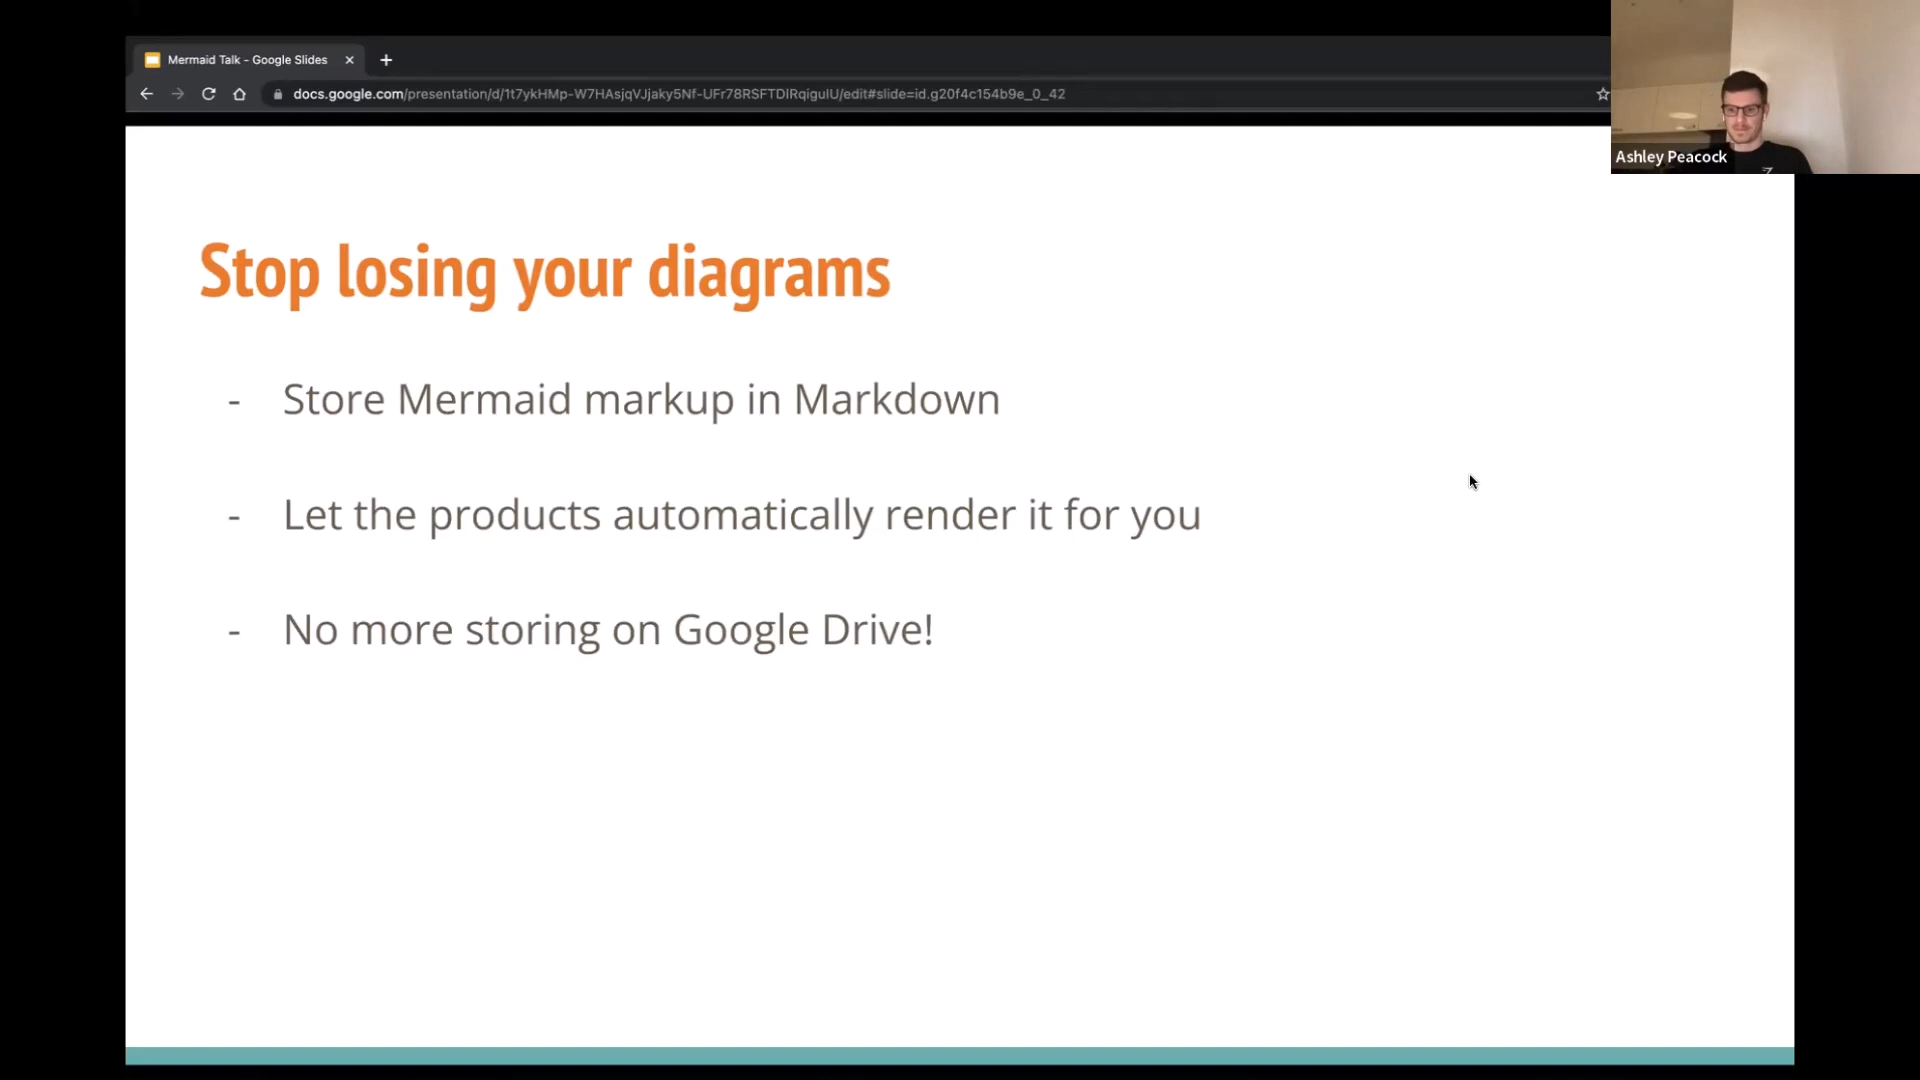 Mermaid Talk - Google Slides
docs.google.com/presentation/d/1t7ykHMp-W7HAsjqVJjaky5Nf-UFr78RSFTDIRqiguIU/edit#slide=id.g20f4c154b9e_0_42
Ashley Peacock
Stop losing your diagrams
- Store Mermaid markup in Markdown
- Let the products automatically render it for you
- No more storing on Google Drive!